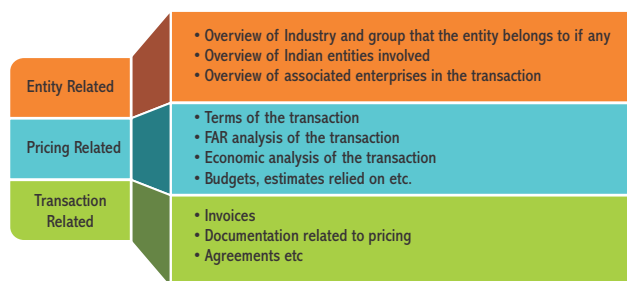 Entity Related
• Overview of Industry and group that the entity belongs to if any
• Overview of Indian entities involved
• Overview of associated enterprises in the transaction
Pricing Related
• Terms of the transaction
• FAR analysis of the transaction
• Economic analysis of the transaction
• Budgets, estimates relied on etc.
Transaction
Related
• Invoices
• Documentation related to pricing
• Agreements etc